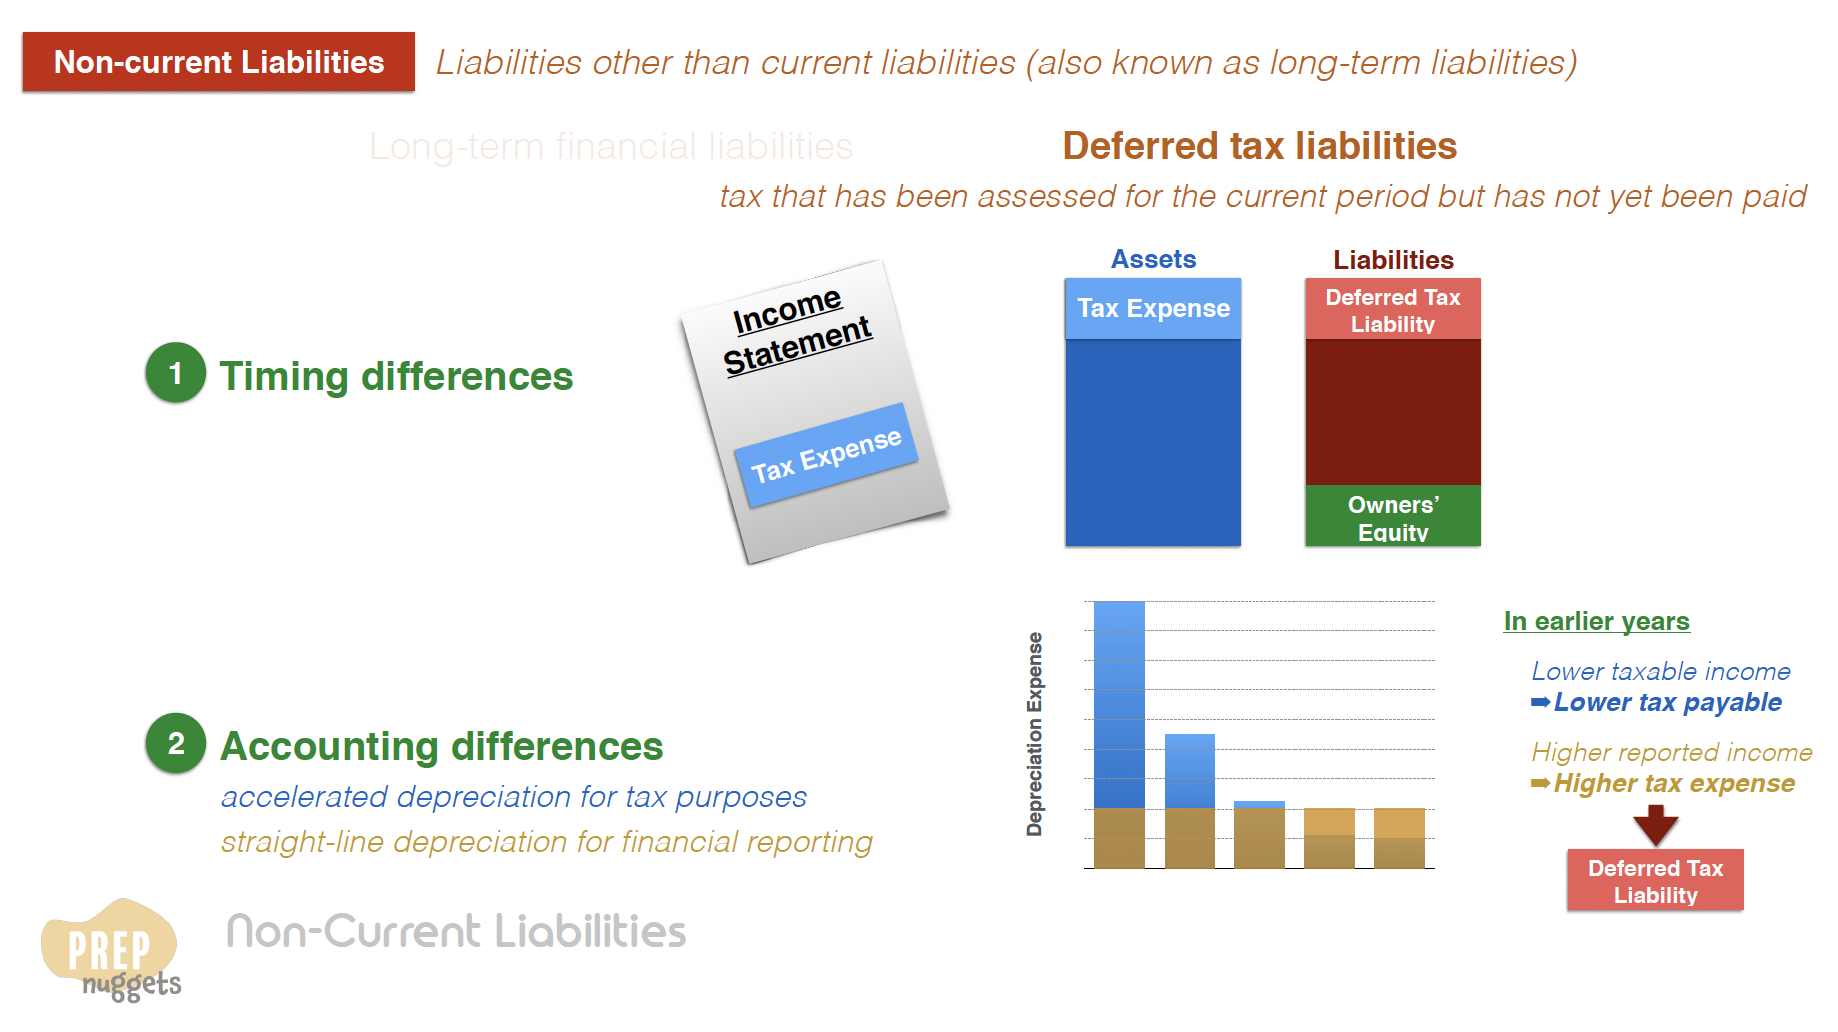 Non-current Liabilities
Liabilities other than current liabilities (also known as long-term liabilities)
Long-term financial liabilities
Deferred tax liabilities
tax that has been assessed for the current period but has not yet been paid
1 Timing differences
Income
Statement
Tax Expense
Assets
Tax Expense
Liabilities
Deferred Tax
Liability
Owners’
Equity
2 Accounting differences
accelerated depreciation for tax purposes
straight-line depreciation for financial reporting
Depreciation Expense
In earlier years
Lower taxable income
➡Lower tax payable
Higher reported income
➡Higher tax expense
Deferred Tax
Liability
PREP
nuggets
Non-Current Liabilities